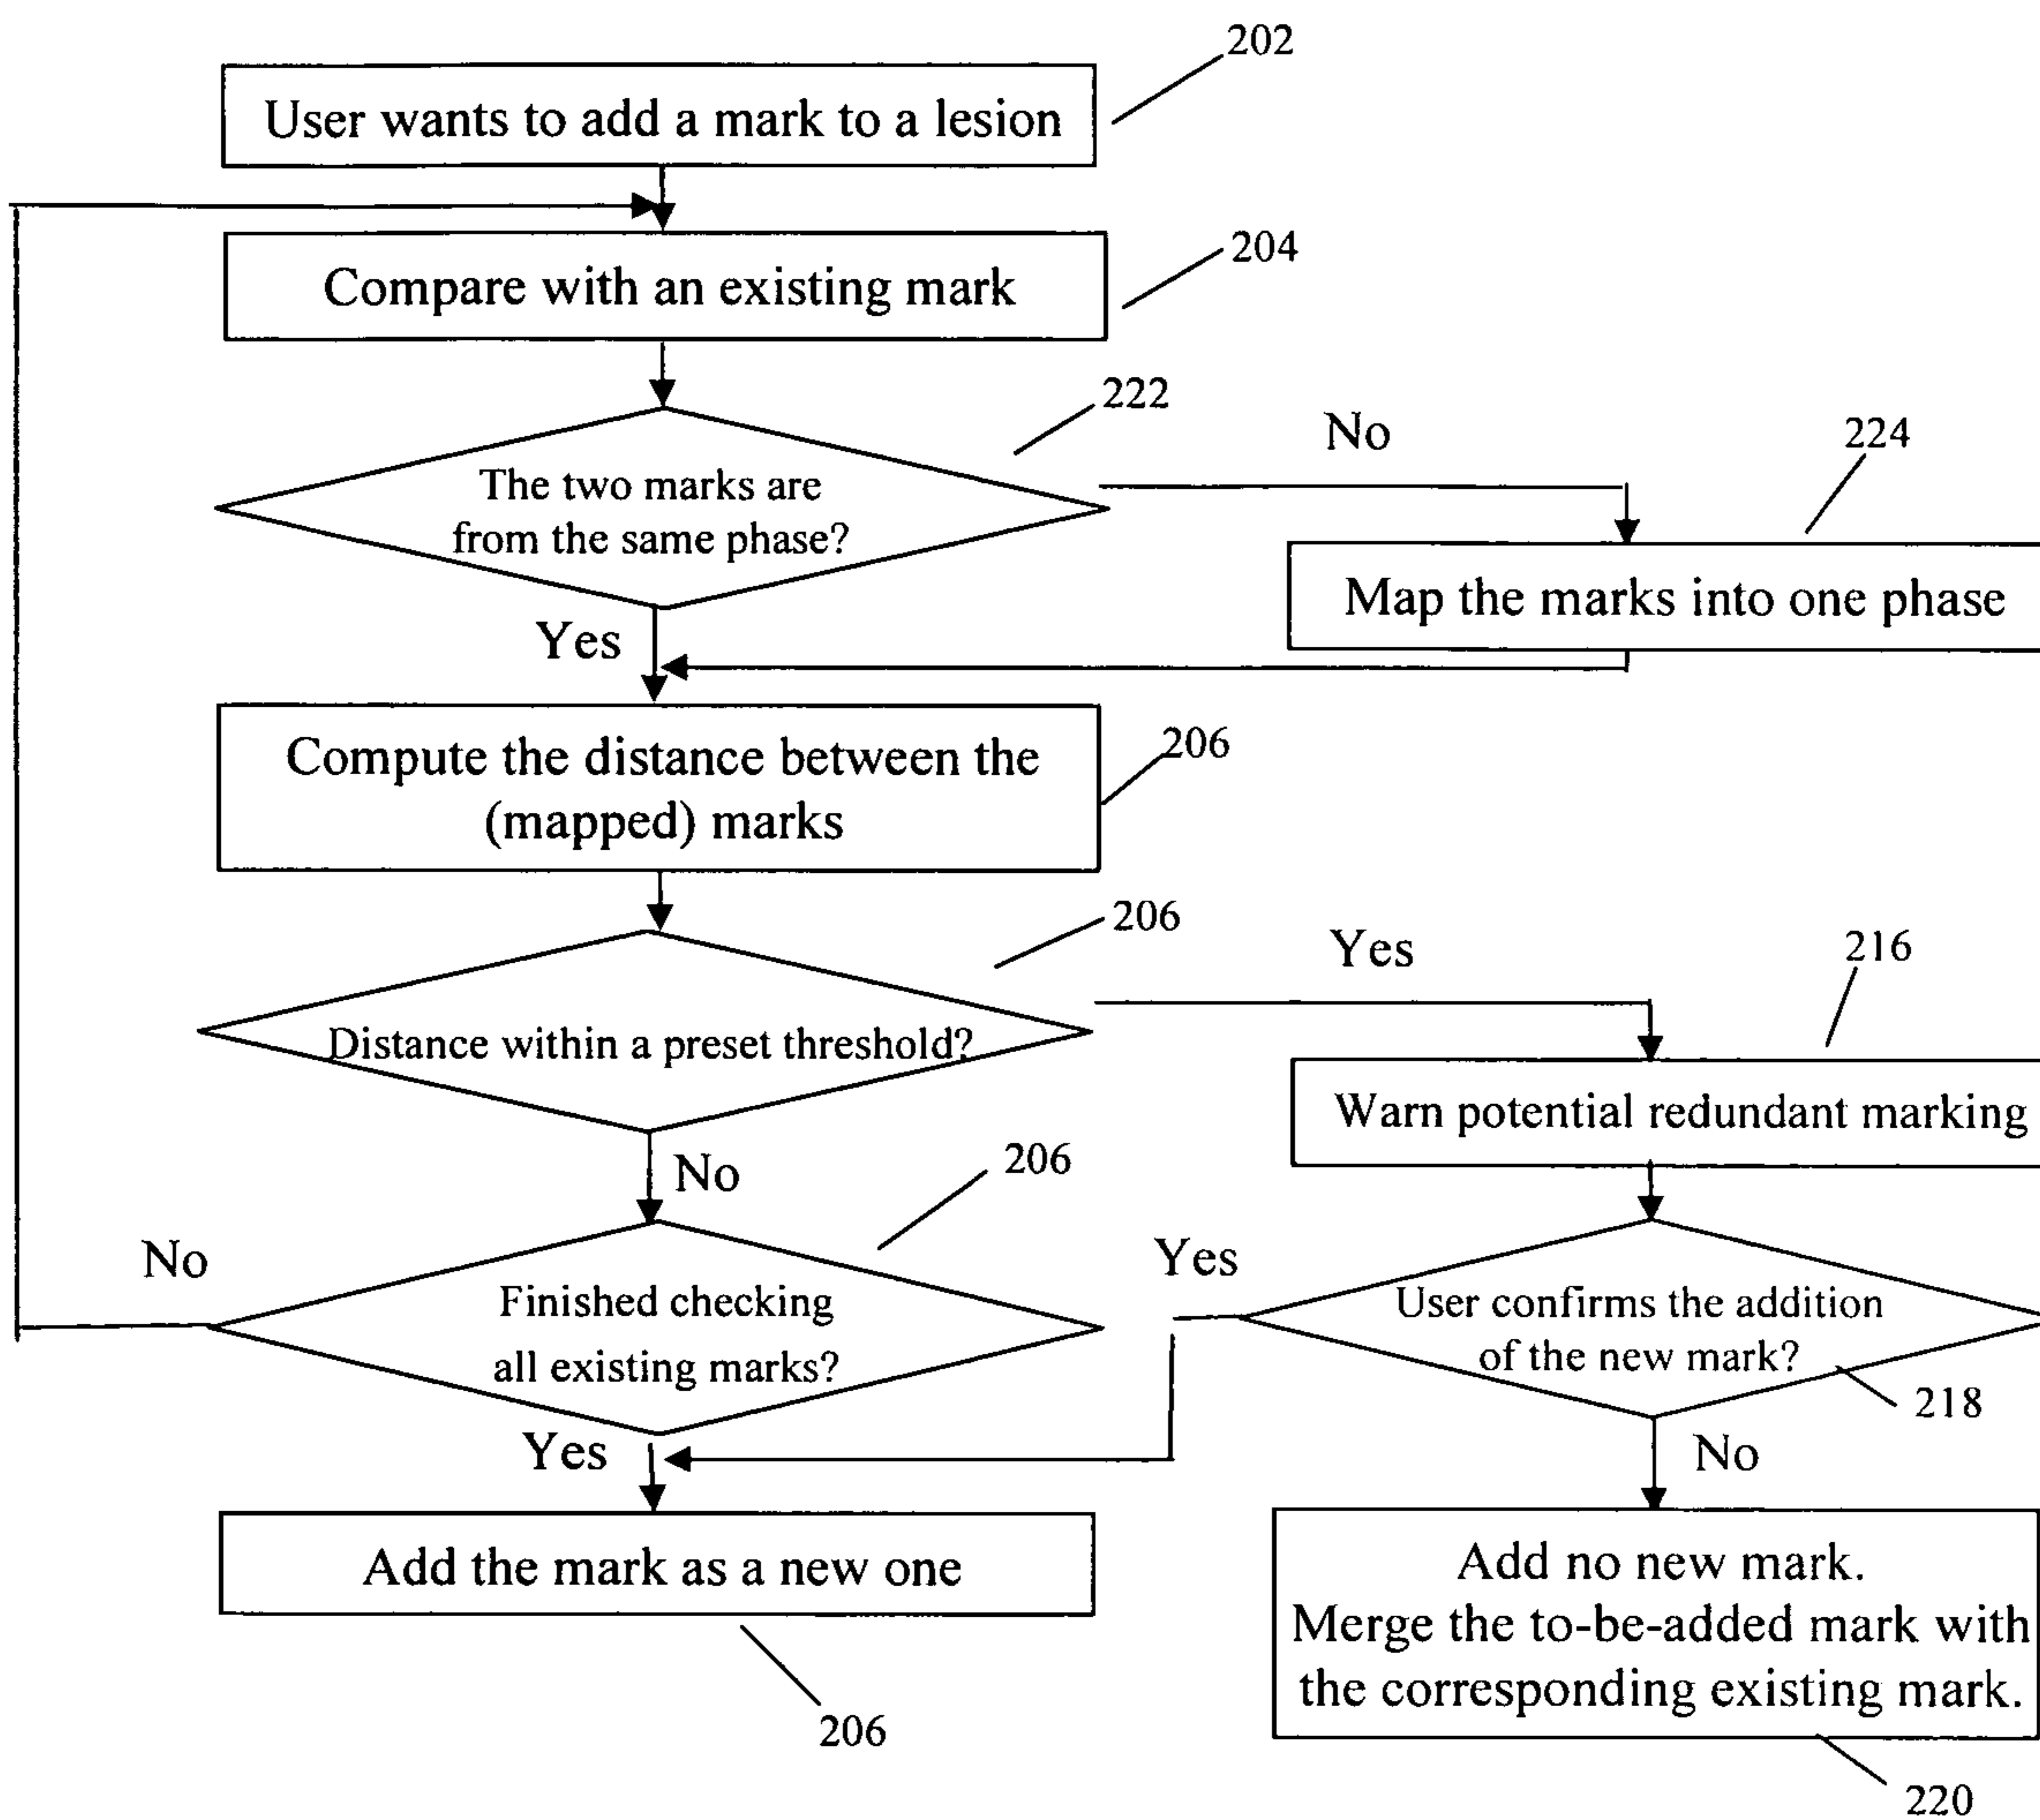 202
User wants to add a mark to a lesion
204
Compare with an existing mark
222
No
224
The two marks are
from the same phase?
Map the marks into one phase
Yes
206
Compute the distance between the
(mapped) marks
206
Yes
216
Distance within a preset threshold?
Warn potential redundant marking
No
206
No
Yes
Finished checking
all existing marks?
User confirms the addition
of the new mark?
218
Yes
No
Add the mark as a new one
Add no new mark.
Merge the to-be-added mark with
the corresponding existing mark.
206
220